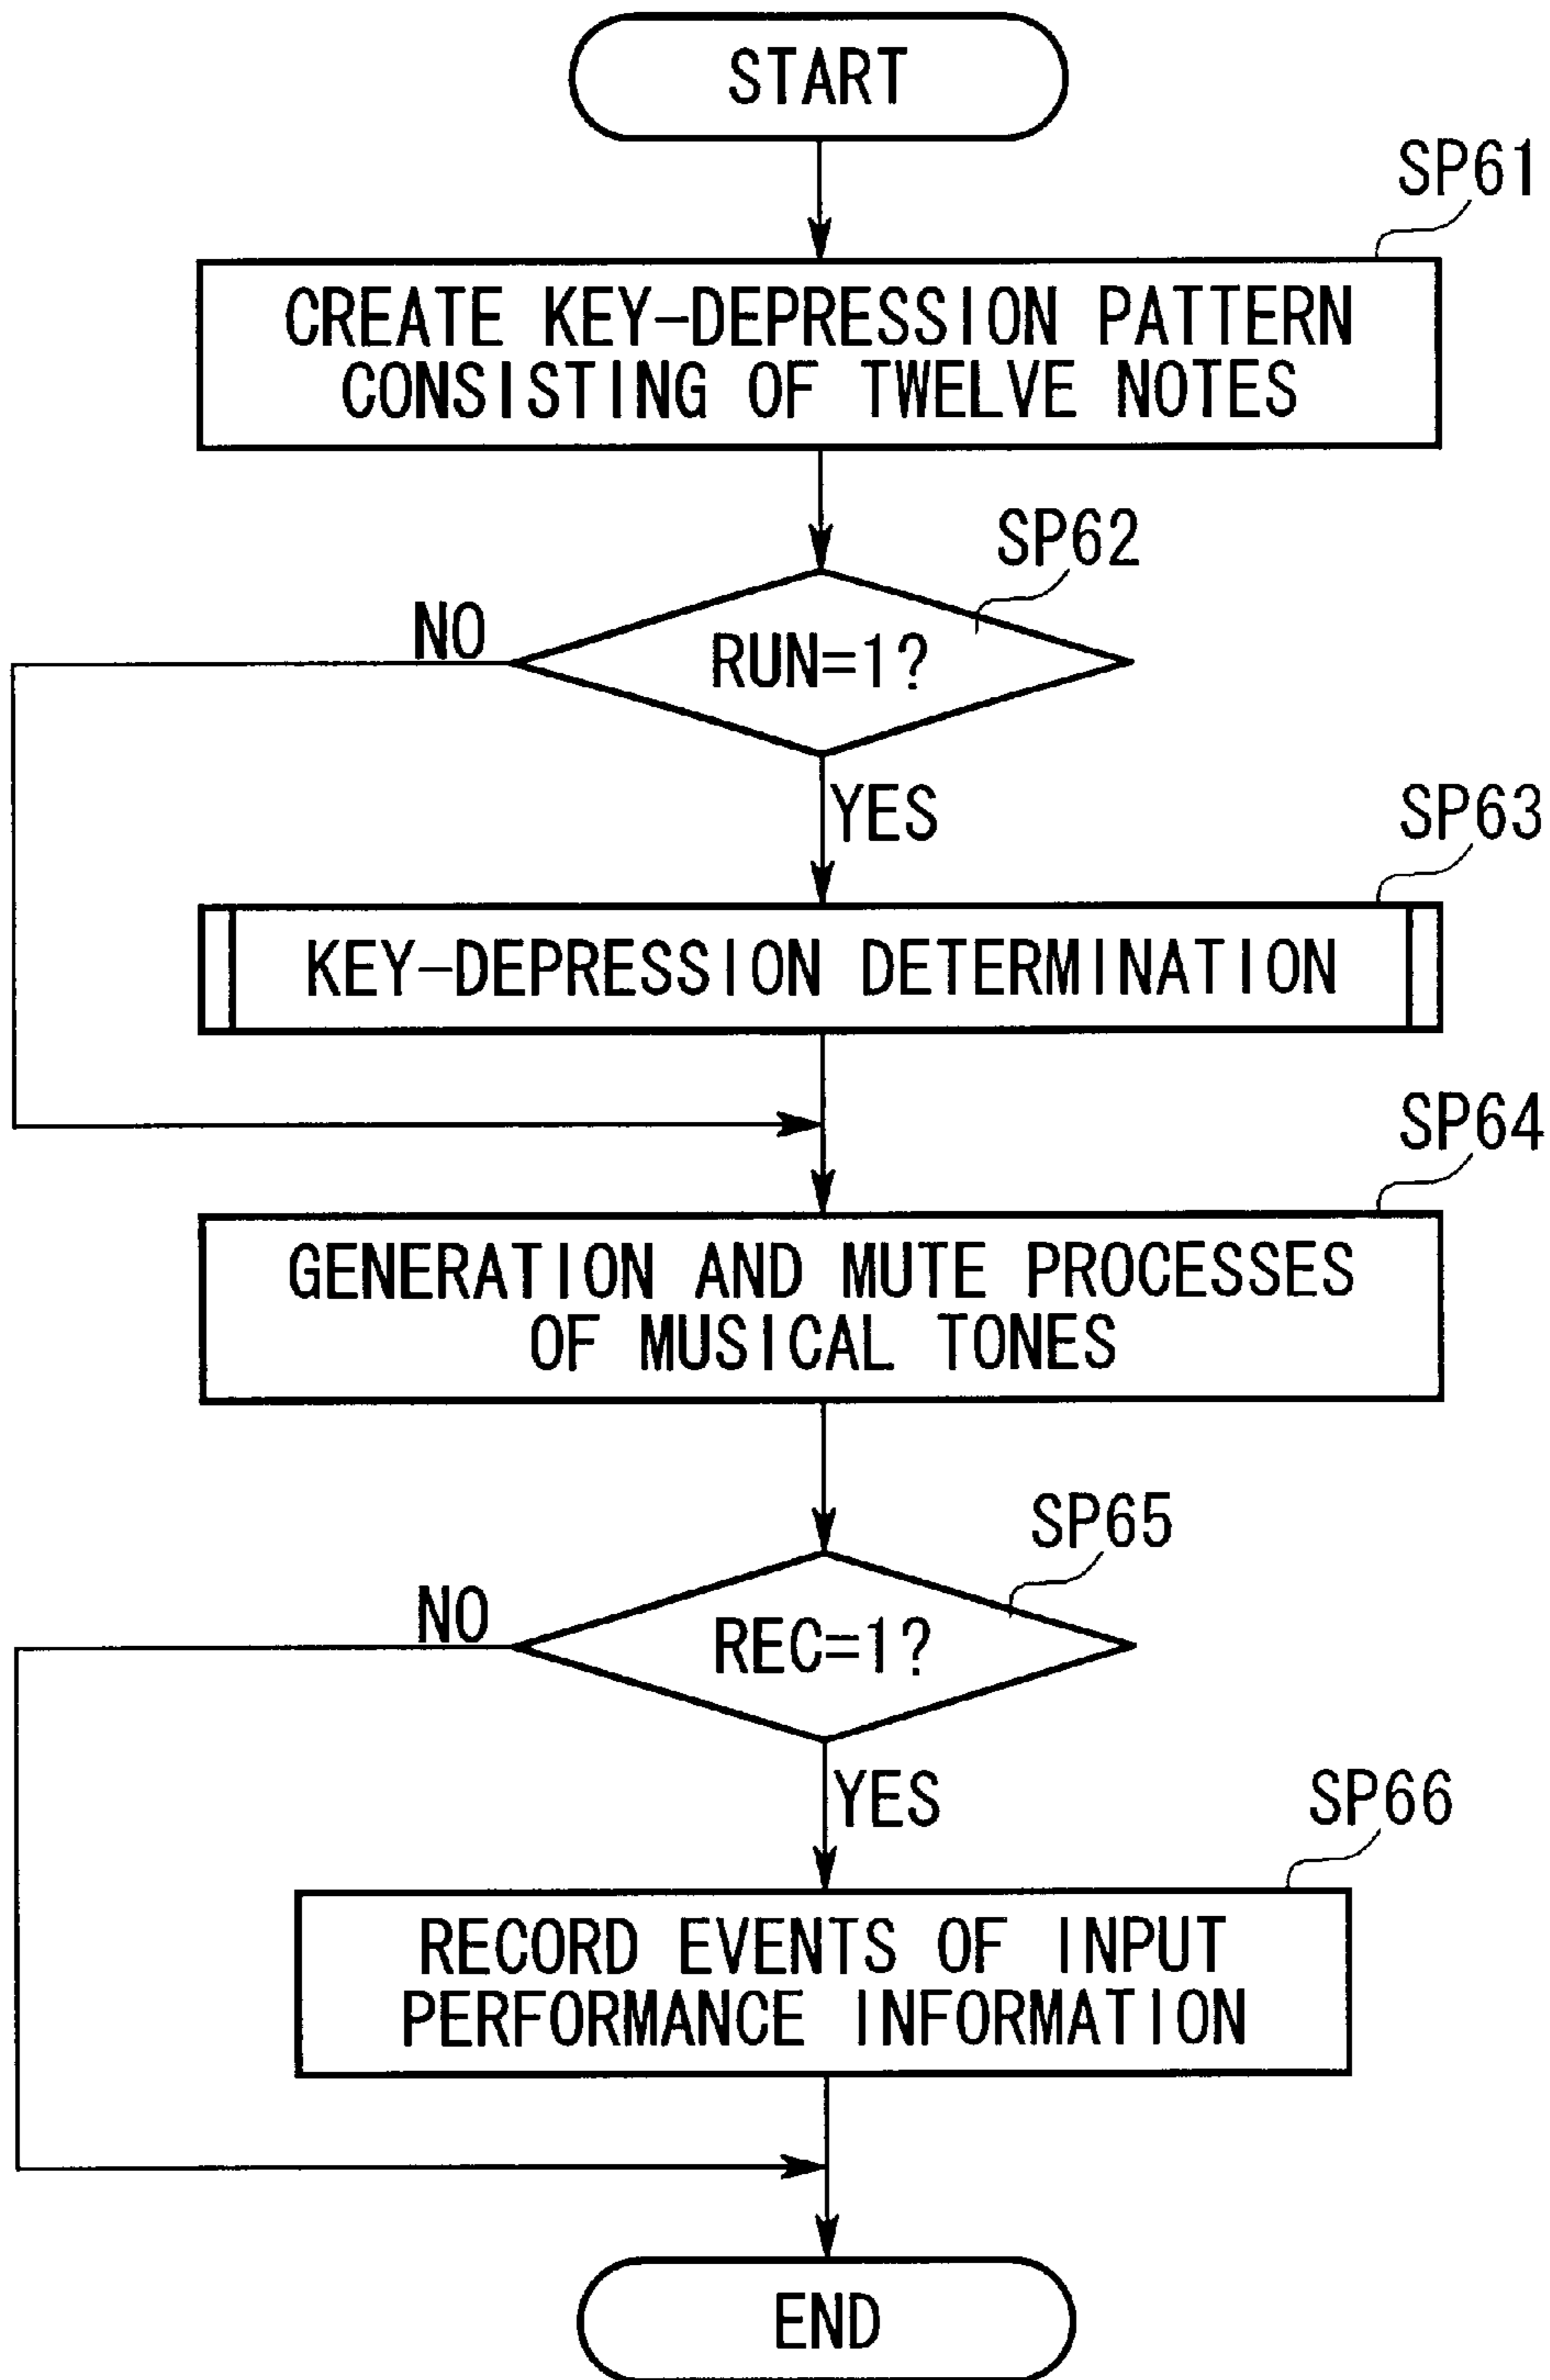 START
SP61
CREATE KEY-DEPRESSION PATTERN
CONSISTING OF TWELVE NOTES
SP62
NO
RUN=1?
YES
SP63
KEY-DEPRESSION DETERMINATION
SP64
GENERATION AND MUTE PROCESSES
OF MUSICAL TONES
SP65
NO
REC=1?
YES
SP66
RECORD EVENTS OF INPUT
PERFORMANCE INFORMATION
END